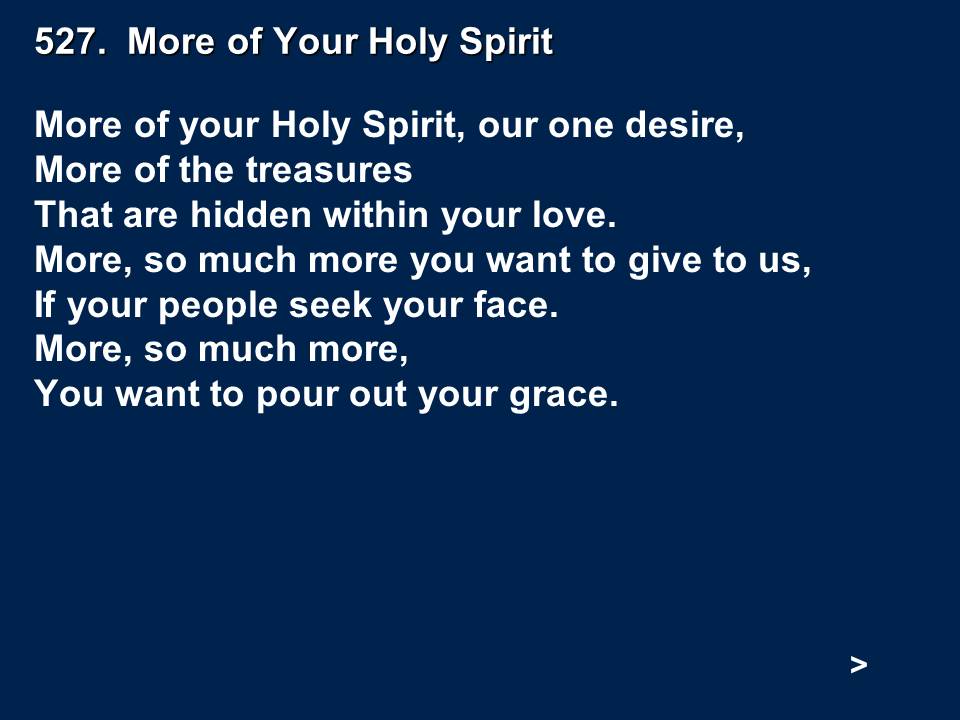 527.  More of Your Holy Spirit
More of your Holy Spirit, our one desire,
More of the treasures
That are hidden within your love.
More, so much more you want to give to us,
If your people seek your face.
More, so much more,
You want to pour out your grace.
>